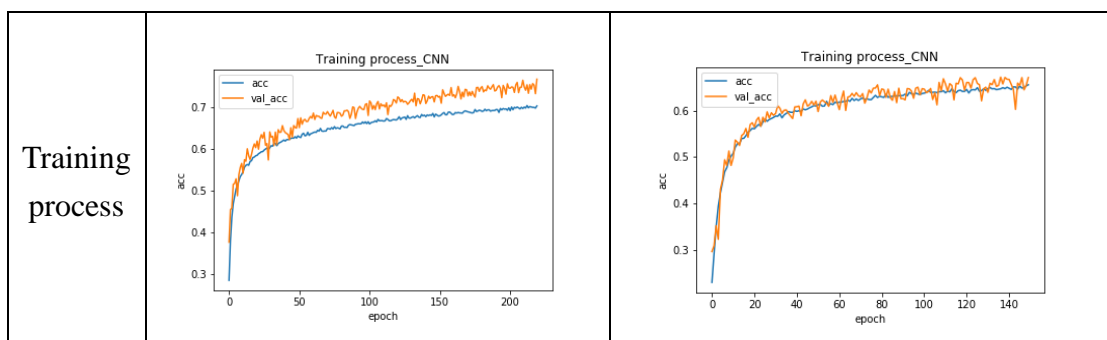 Training
process
Training process_CNN
acc
val_acc
0.7
0.6
0.5
0.4
0.3
acc
0
50
100
150
200
epoch
Training process_CNN
acc
val_acc
0.6
0.5
0.4
0.3
acc
0
20
40
60
80
100
120
140
epoch